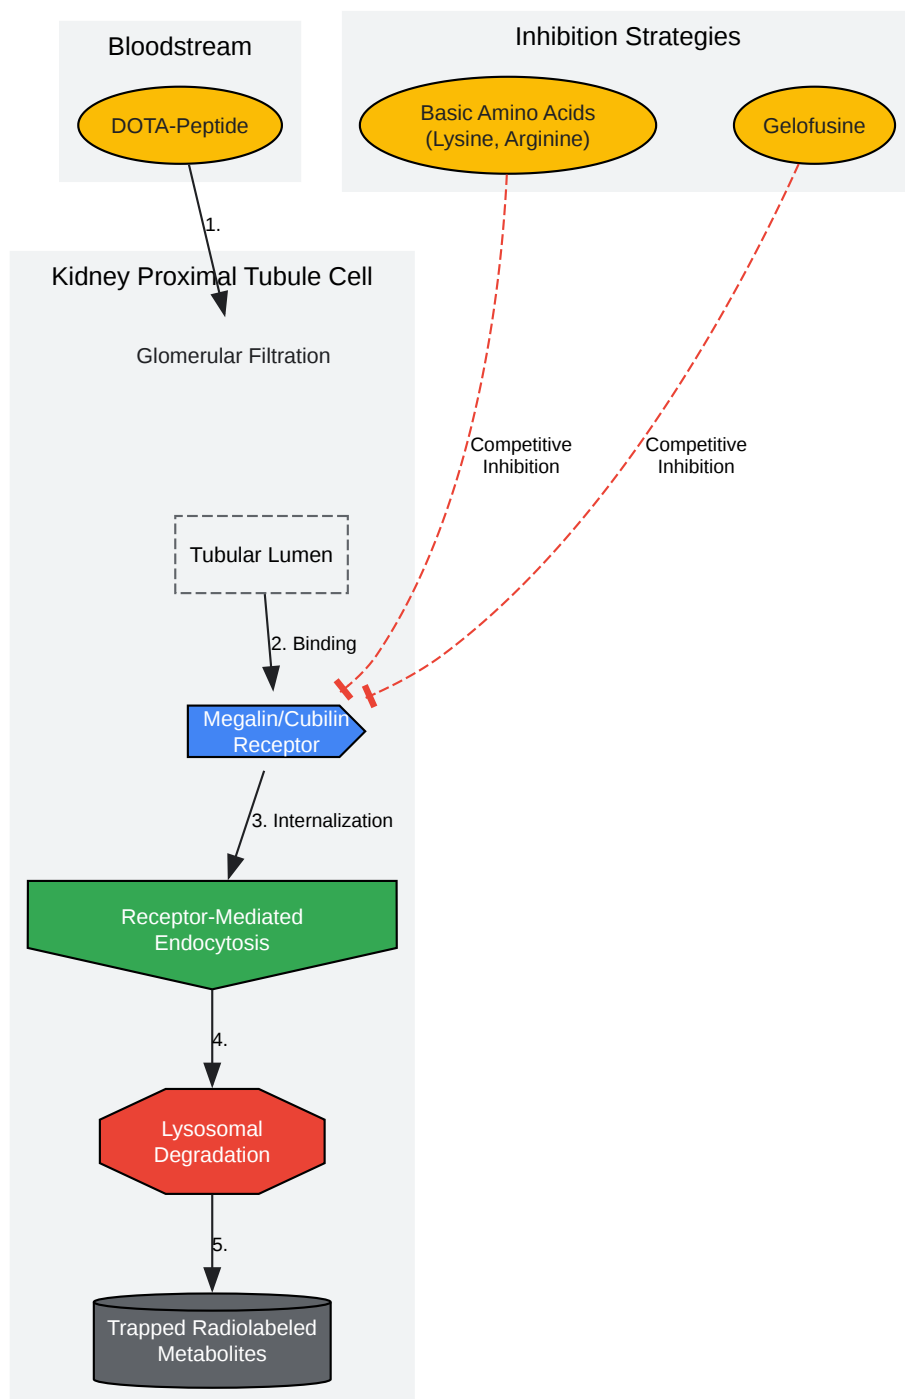 Bloodstream
Inhibition Strategies
DOTA-Peptide
Basic Amino Acids
(Lysine, Arginine)
Gelofusine
1.
Kidney Proximal Tubule Cell
Glomerular Filtration
Competitive
Inhibition
Competitive
Inhibition
Tubular Lumen
2. Binding
Megalin/Cubilin
Receptor
3. Internalization
Receptor-Mediated
Endocytosis
4.
Lysosomal
Degradation
5.
Trapped Radiolabeled
Metabolites